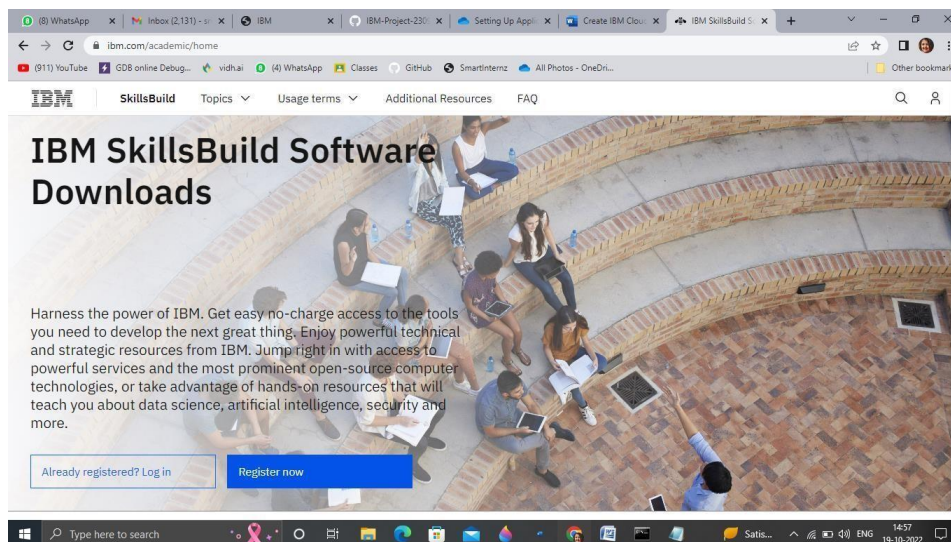 (8) WhatsApp
Inbox (2,131) - sr
IBM
IBM-Project-230
Setting Up Applic
Create IBM Cloud
IBM SkillsBuild S
ibm.com/academic/home
(911) YouTube
GDB online Debug...
vidh.ai
(4) WhatsApp
Classes
GitHub
SmartInternz
All Photos - OneDri...
Other bookmark
IBM
SkillsBuild
Topics
Usage terms
Additional Resources
FAQ
IBM SkillsBuild Software
Downloads
Harness the power of IBM. Get easy no-charge access to the tools
you need to develop the next great thing. Enjoy powerful technical
and strategic resources from IBM. Jump right in with access to
powerful services and the most prominent open-source computer
technologies, or take advantage of hands-on resources that will
teach you about data science, artificial intelligence, security and
more.
Already registered? Log in
Register now
Type here to search
Satis...
ENG
14:57
19-10-2022